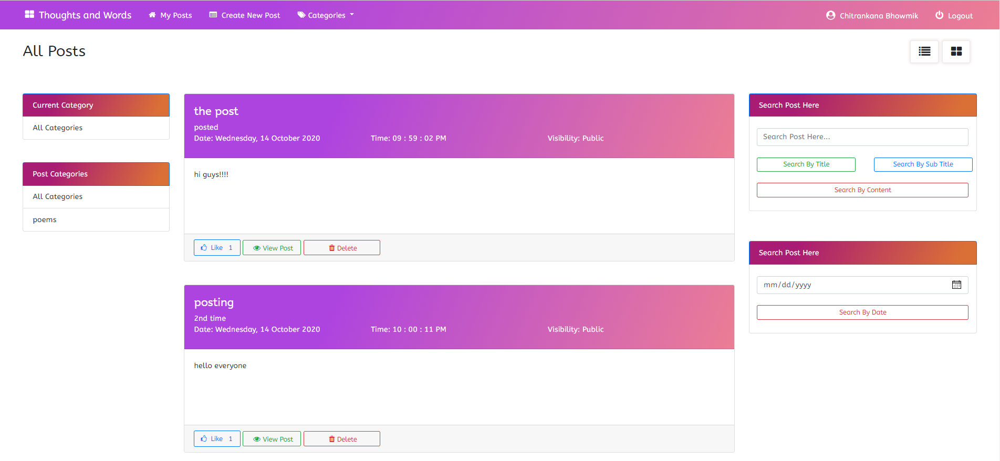 Thoughts and Words My Posts Create New Post Categories Chitrankana Bhowmik Logout
All Posts
Current Category
All Categories
Post Categories
All Categories
poems
the post
posted
Date: Wednesday, 14 October 2020 Time: 09 : 59 : 02 PM Visibility: Public
hi guys!!!!
Like 1 View Post Delete
posting
2nd time
Date: Wednesday, 14 October 2020 Time: 10 : 00 : 11 PM Visibility: Public
hello everyone
Like 1 View Post Delete
Search Post Here
Search Post Here...
Search By Title Search By Sub Title
Search By Content
Search Post Here
mm/dd/yyyy
Search By Date